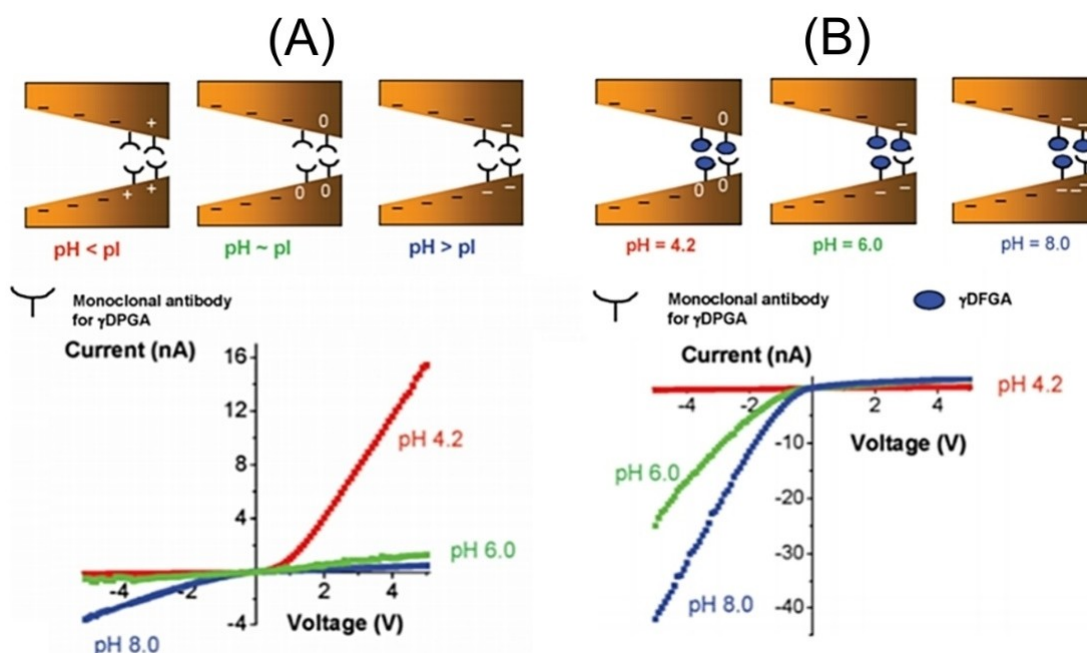 (A)
pH < pI
pH ~ pI
pH > pI
Monoclonal antibody
for γDPGA
Current (nA)
16
12
8
4
-4
-4
-2
2
4
Voltage (V)
pH 4.2
pH 6.0
pH 8.0
(B)
pH = 4.2
pH = 6.0
pH = 8.0
Monoclonal antibody
for γDPGA
γDFGA
Current (nA)
-4
-2
2
4
Voltage (V)
-10
-20
-30
-40
pH 4.2
pH 6.0
pH 8.0